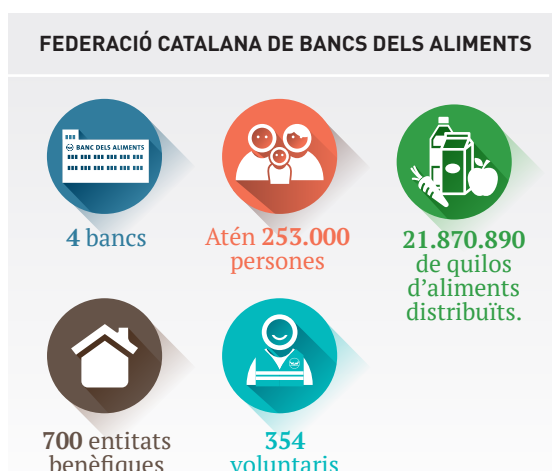 FEDERACIÓ CATALANA DE BANCS DELS ALIMENTS
BANC DELS ALIMENTS
4 bancs
Atén 253.000
persones
21.870.890
de quilos
d'aliments
distribuïts.
700 entitats
benèfiques
354
voluntaris